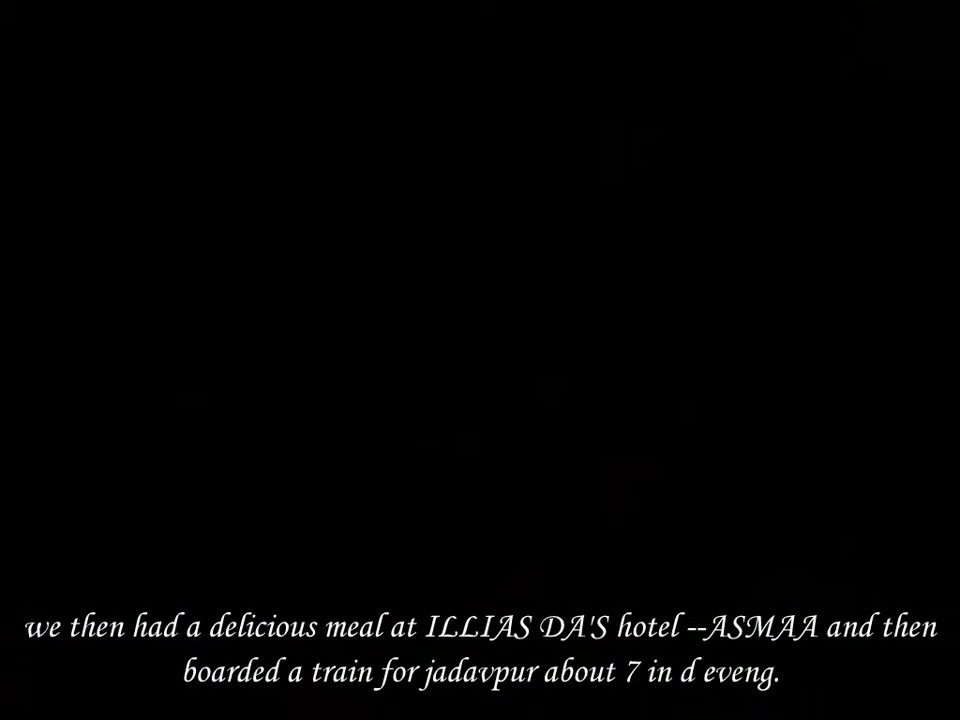 we then had a delicious meal at ILLIAS DA'S hotel --ASMAA and then
boarded a train for jadavpur about 7 in d eveng.